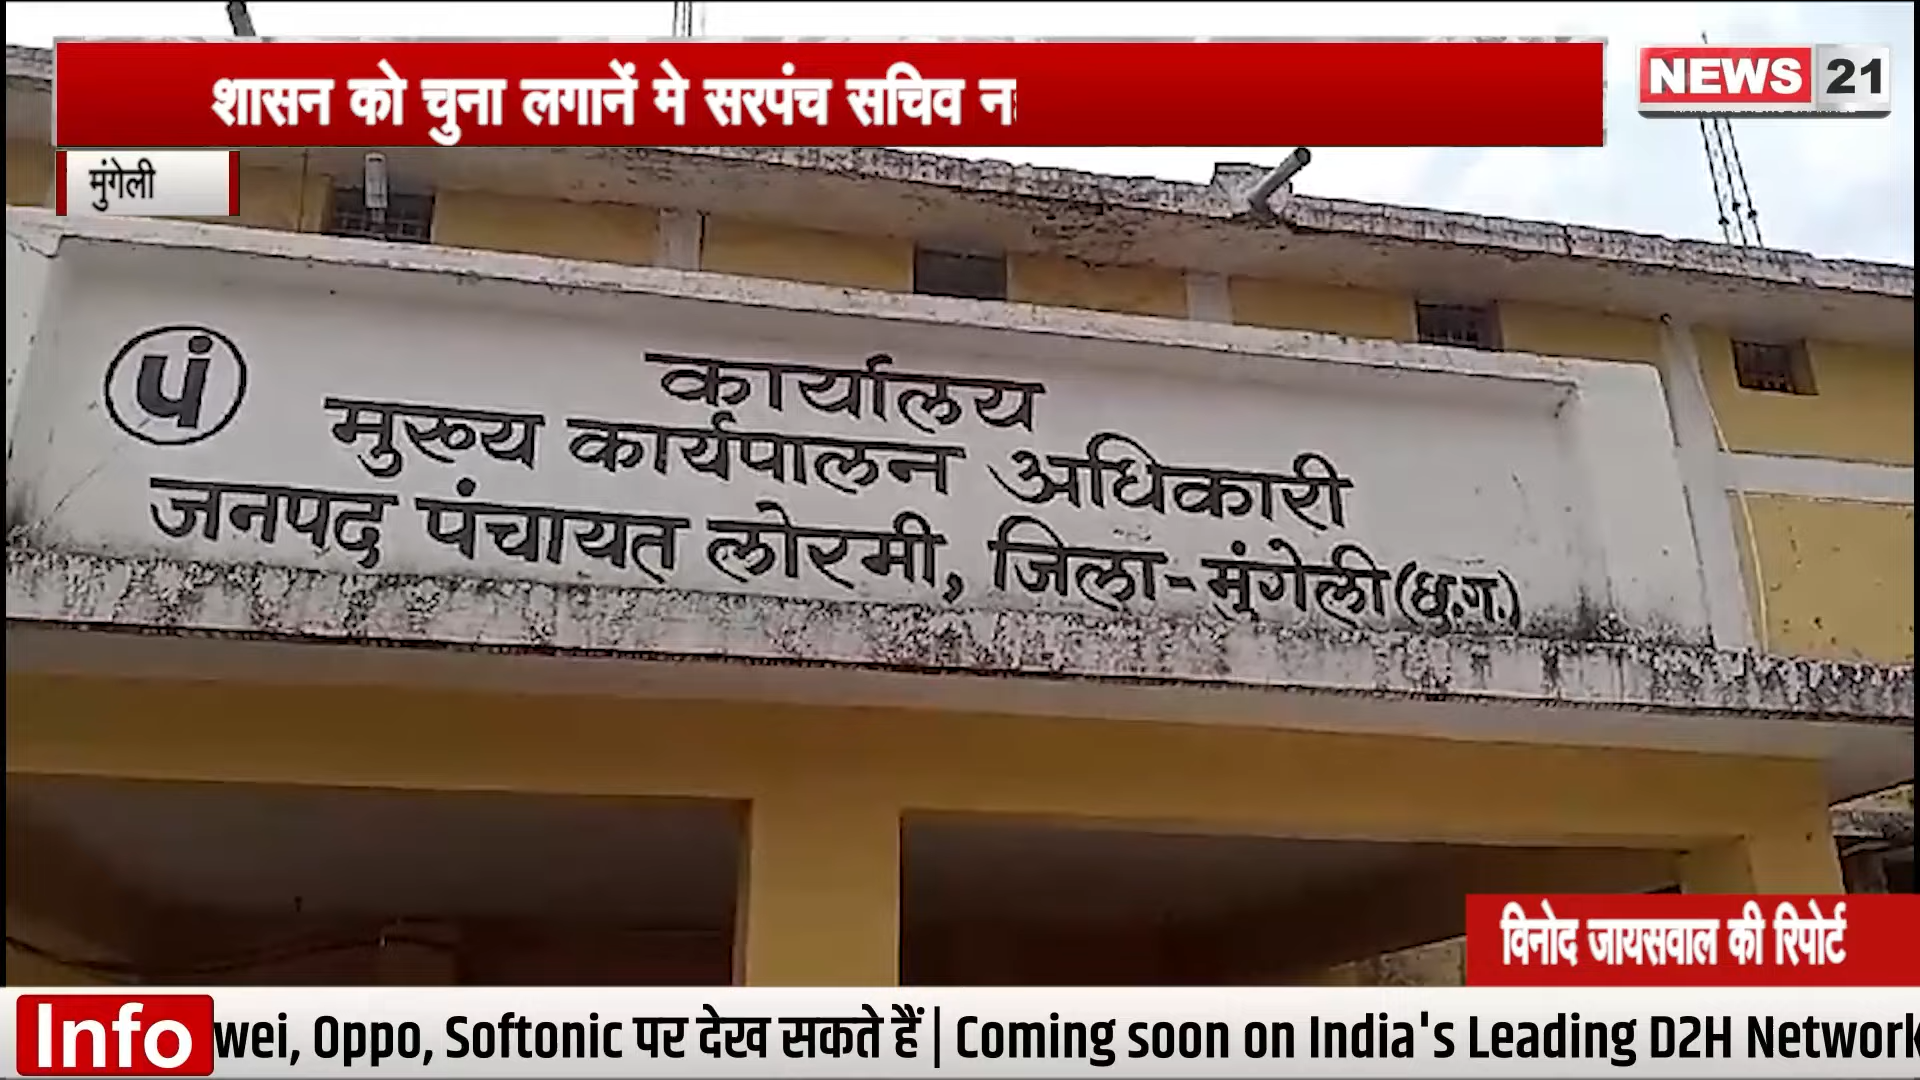 शासन को चुना लगानें मे सरपंच सचिव
NEWS 21
मुंगेली
पं
कार्यालय
मुख्य कार्यपालन अधिकारी
जनपद पंचायत लोरमी, जिला-मुंगेली (छ.ग.)
विनोद जायसवाल की रिपोर्ट
Info
wei, Oppo, Softonic पर देख सकते हैं | Coming soon on India's Leading D2H Network